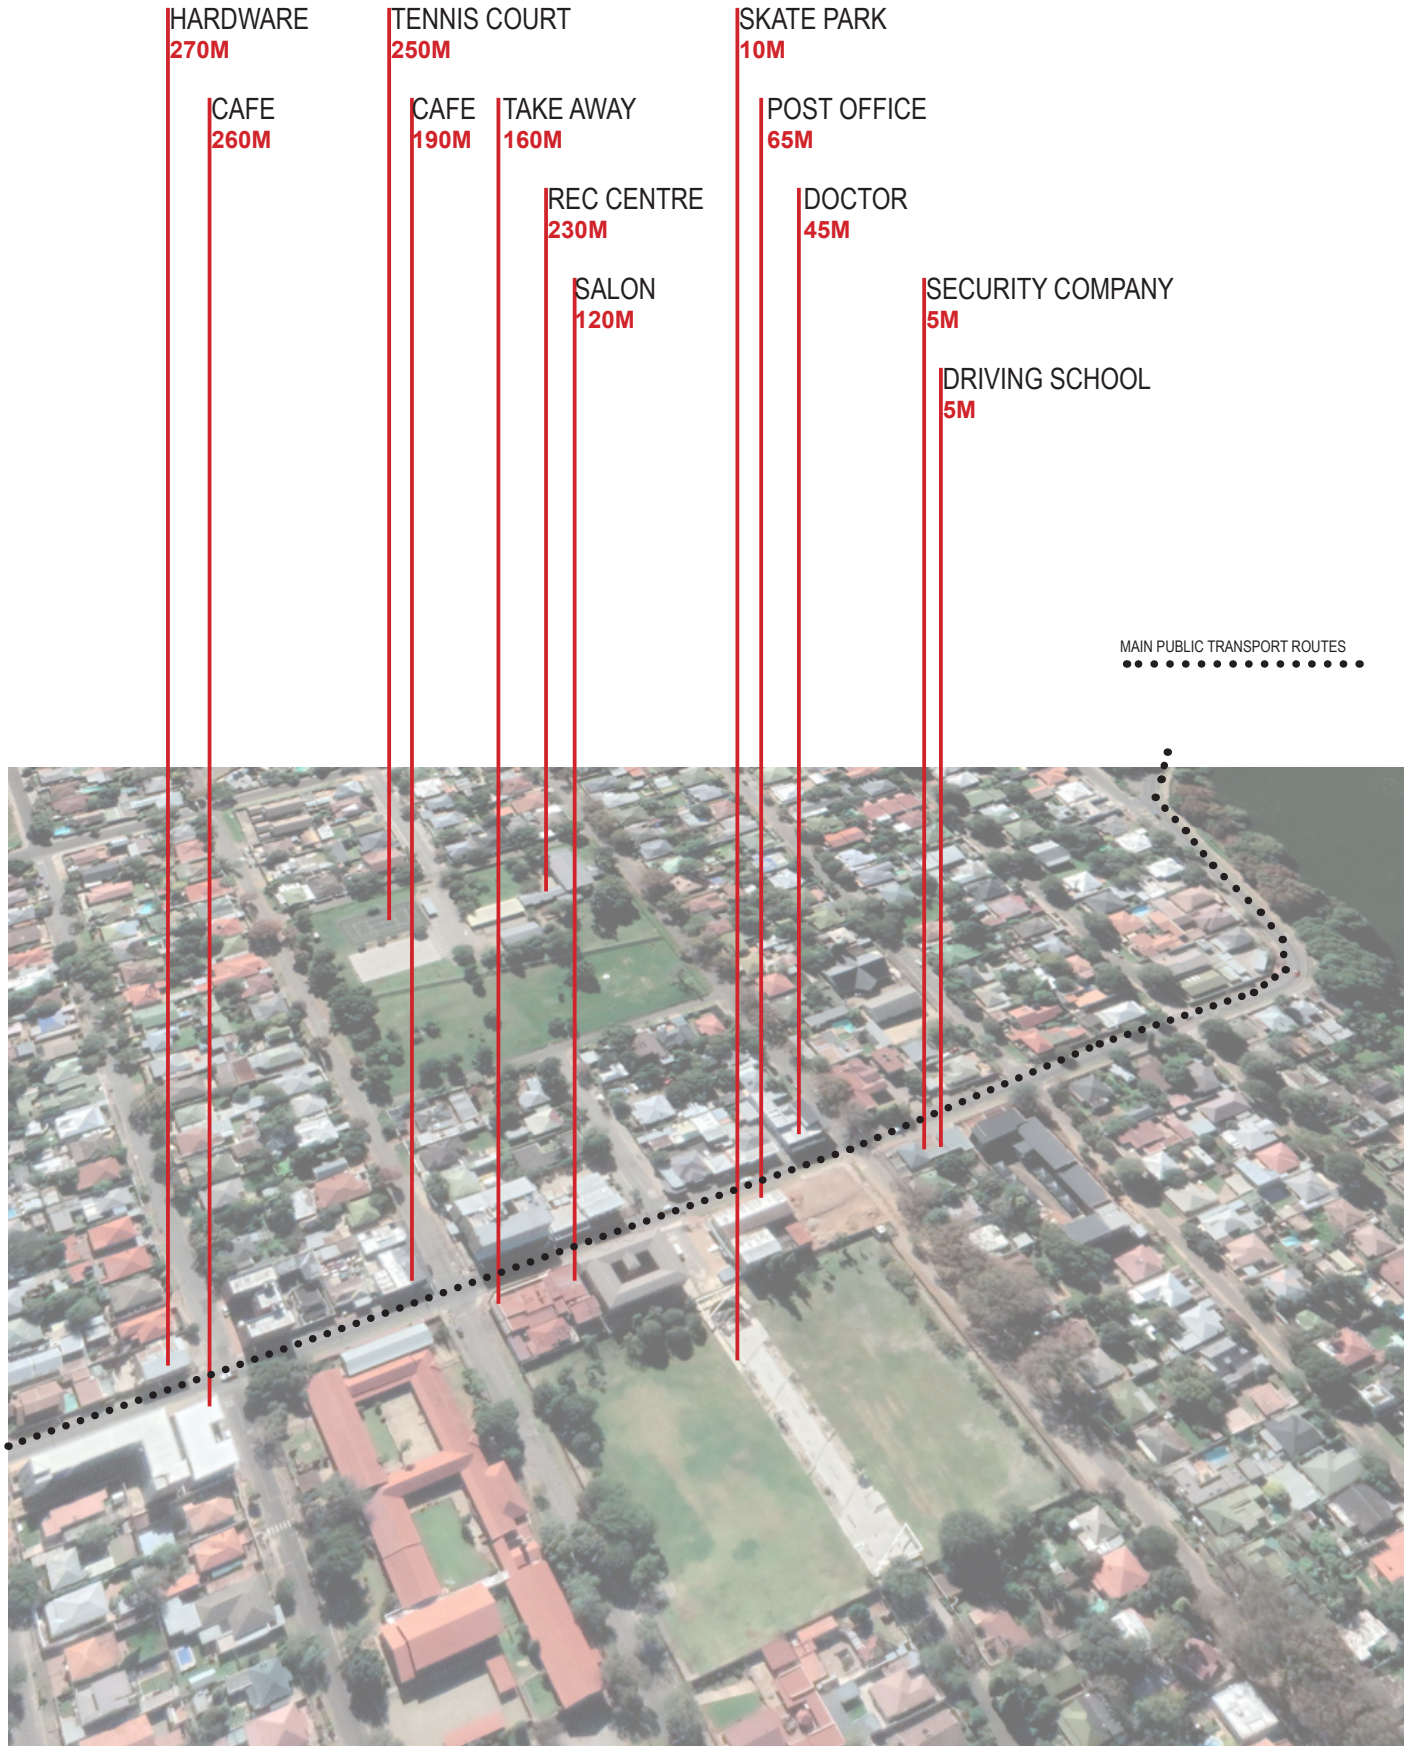 HARDWARE
270M
TENNIS COURT
250M
SKATE PARK
10M
CAFE
260M
CAFE
190M
TAKE AWAY
160M
POST OFFICE
65M
REC CENTRE
230M
DOCTOR
45M
SALON
120M
SECURITY COMPANY
5M
DRIVING SCHOOL
5M
MAIN PUBLIC TRANSPORT ROUTES